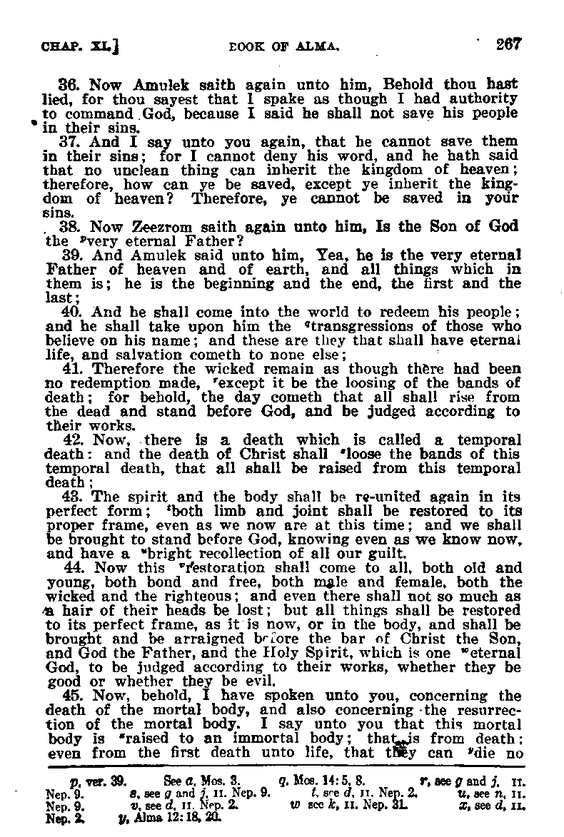 CHAP. XI.] BOOK OF ALMA. 267
36. Now Amulek saith again unto him, Behold thou hast
lied, for thou sayest that I spake as though I had authority
to command God, because I said he shall not save his people
in their sins.
37. And I say unto you again, that he cannot save them
in their sins; for I cannot deny his word, and he hath said
that no unclean thing can inherit the kingdom of heaven;
therefore, how can ye be saved, except ye inherit the king-
dom of heaven? Therefore, ye cannot be saved in your
sins.
38. Now Zeezrom saith again unto him, Is the Son of God
the ᵖvery eternal Father?
39. And Amulek said unto him, Yea, he is the very eternal
Father of heaven and of earth, and all things which in
them is; he is the beginning and the end, the first and the
last;
40. And he shall come into the world to redeem his people;
and he shall take upon him the qtransgressions of those who
believe on his name; and these are they that shall have eternal
life, and salvation cometh to none else;
41. Therefore the wicked remain as though there had been
no redemption made, ʳexcept it be the loosing of the bands of
death; for behold, the day cometh that all shall rise from
the dead and stand before God, and be judged according to
their works.
42. Now, there is a death which is called a temporal
death: and the death of Christ shall ˢloose the bands of this
temporal death, that all shall be raised from this temporal
death;
43. The spirit and the body shall be re-united again in its
perfect form; ᵗboth limb and joint shall be restored to its
proper frame, even as we now are at this time; and we shall
be brought to stand before God, knowing even as we know now,
and have a ᵘbright recollection of all our guilt.
44. Now this ᵛrestoration shall come to all, both old and
young, both bond and free, both male and female, both the
wicked and the righteous; and even there shall not so much as
a hair of their heads be lost; but all things shall be restored
to its perfect frame, as it is now, or in the body, and shall be
brought and be arraigned before the bar of Christ the Son,
and God the Father, and the Holy Spirit, which is one ʷeternal
God, to be judged according to their works, whether they be
good or whether they be evil.
45. Now, behold, I have spoken unto you, concerning the
death of the mortal body, and also concerning the resurrec-
tion of the mortal body. I say unto you that this mortal
body is ˣraised to an immortal body; that is from death;
even from the first death unto life, that they can ʸdie no
p, ver. 39. See a, Mos. 3. q, Mos. 14: 5, 8. r, see g and j, II.
Nep. 9. s, see g and j, II. Nep. 9. t, see d, II. Nep. 2. u, see n, II.
Nep. 9. v, see d, II. Nep. 2. w see k, II. Nep. 31. x, see d, II.
Nep. 2. y, Alma 12: 18, 20.